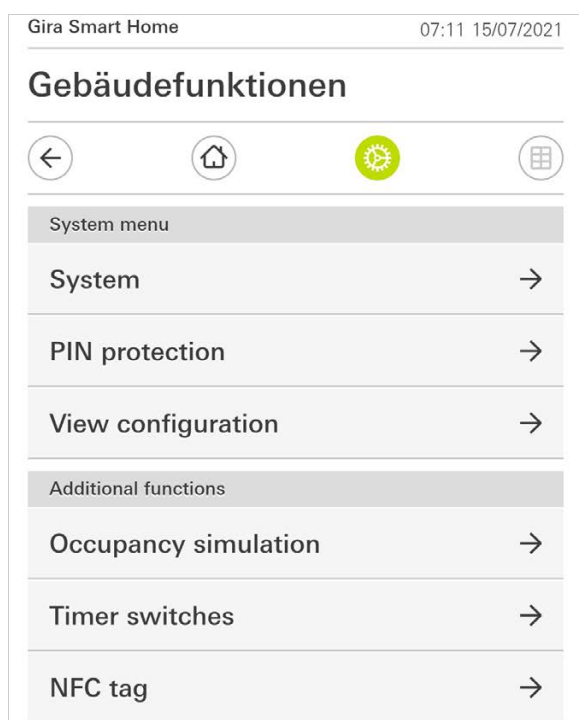 Gira Smart Home 07:11 15/07/2021
Gebäudefunktionen
System menu
System
PIN protection
View configuration
Additional functions
Occupancy simulation
Timer switches
NFC tag